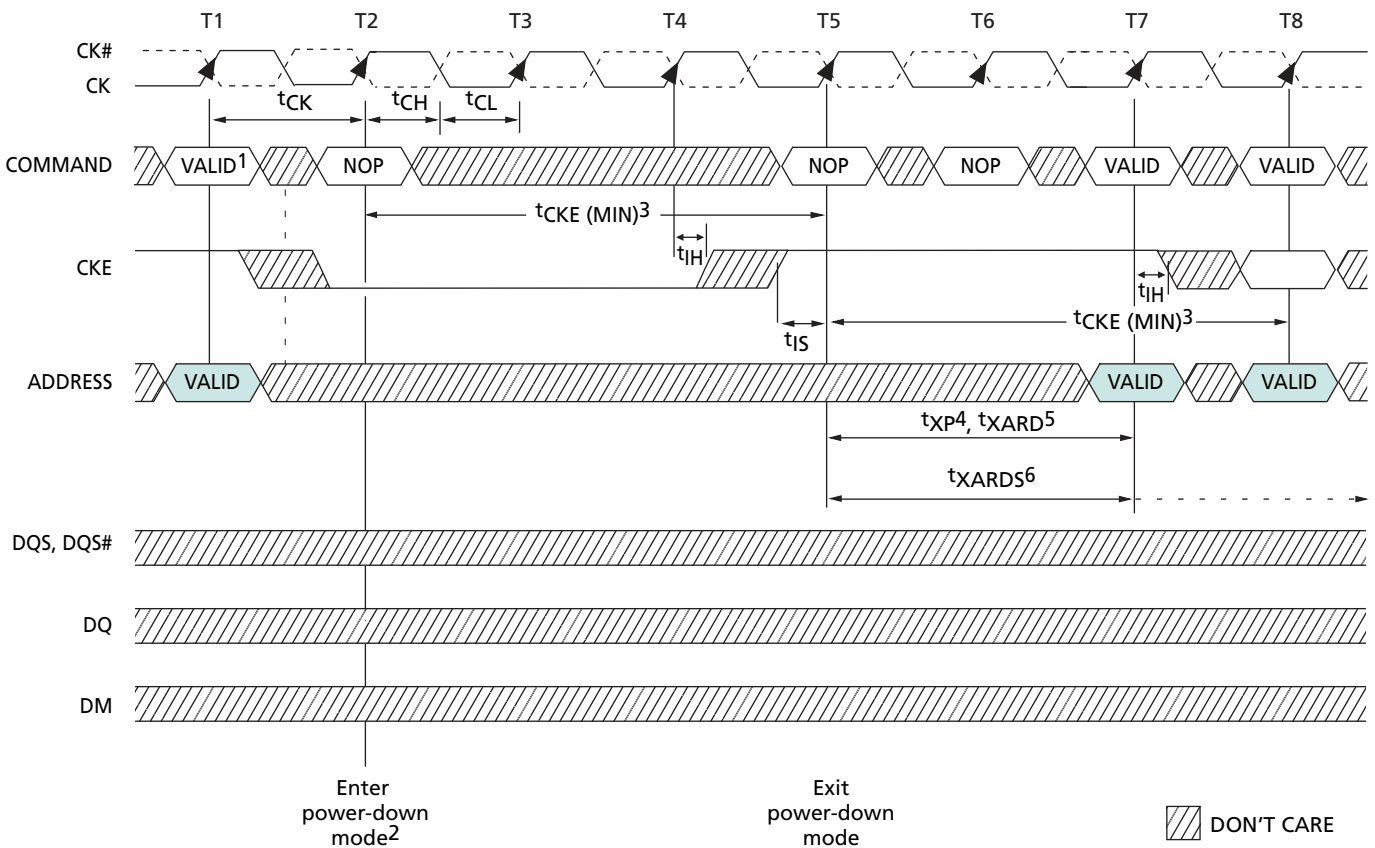 T1 T2 T3 T4 T5 T6 T7 T8
CK#
CK
tCK tCH tCL
COMMAND VALID1 NOP NOP NOP VALID VALID
tCKE (MIN)3
CKE tIH tIH
tCKE (MIN)3
tIS
ADDRESS VALID VALID VALID
tXP4, tXARD5
tXARDS6
DQS, DQS#
DQ
DM
Enter
power-down
mode2
Exit
power-down
mode
DON'T CARE